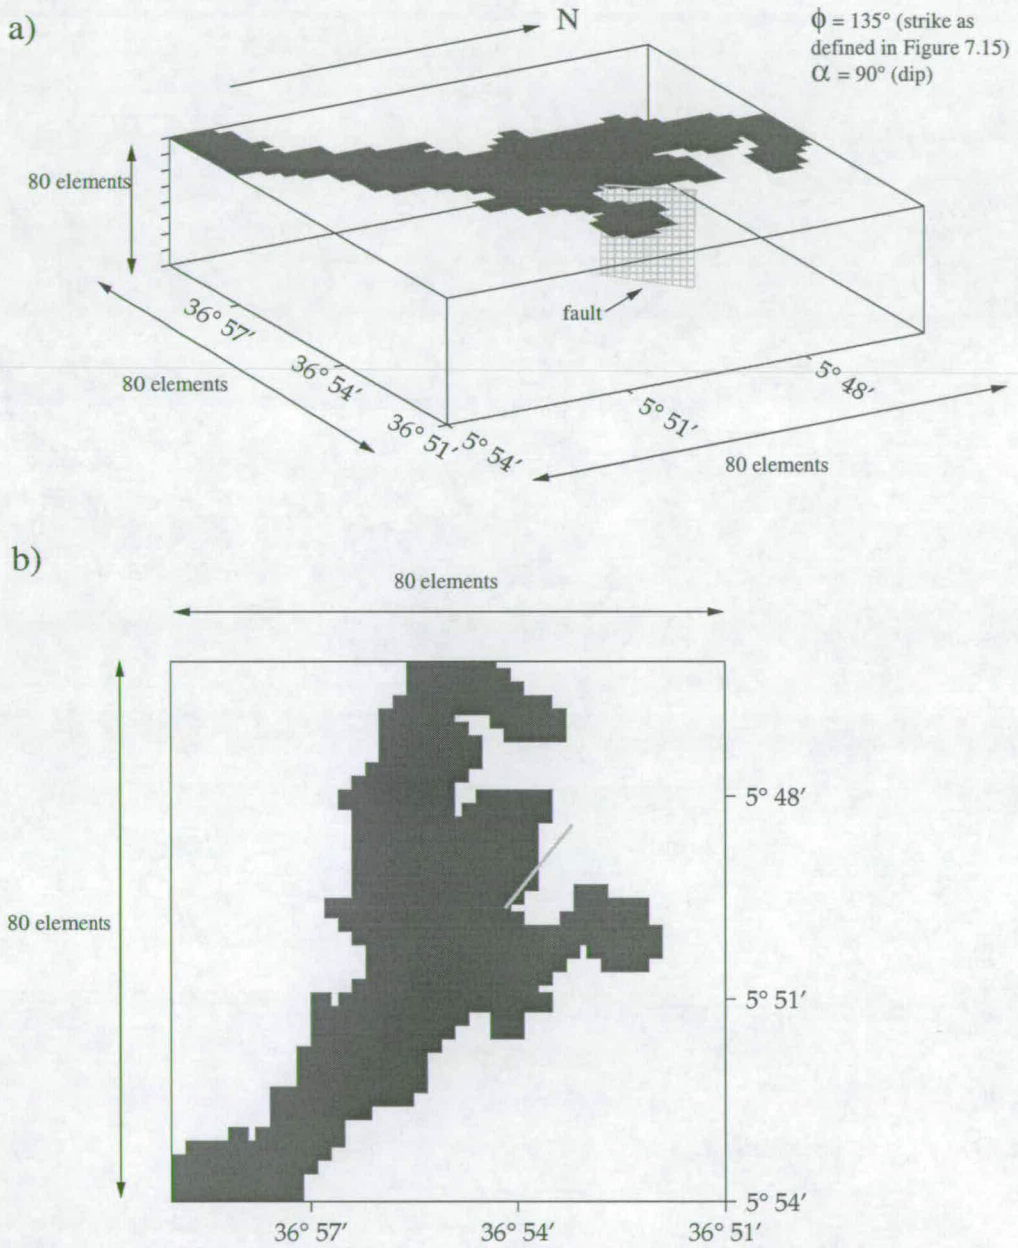 a)
N
ϕ = 135° (strike as
defined in Figure 7.15)
α = 90° (dip)
80 elements
fault
36° 57′
36° 54′
36° 51′
80 elements
5° 54′
5° 51′
5° 48′
80 elements
b)
80 elements
80 elements
5° 48′
5° 51′
5° 54′
36° 57′
36° 54′
36° 51′